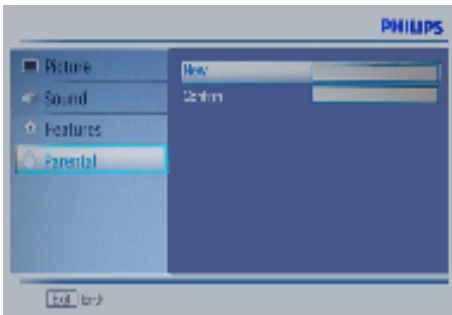 PHILIPS
Picture
Sound
Features
Parental
New
Confirm
Exit